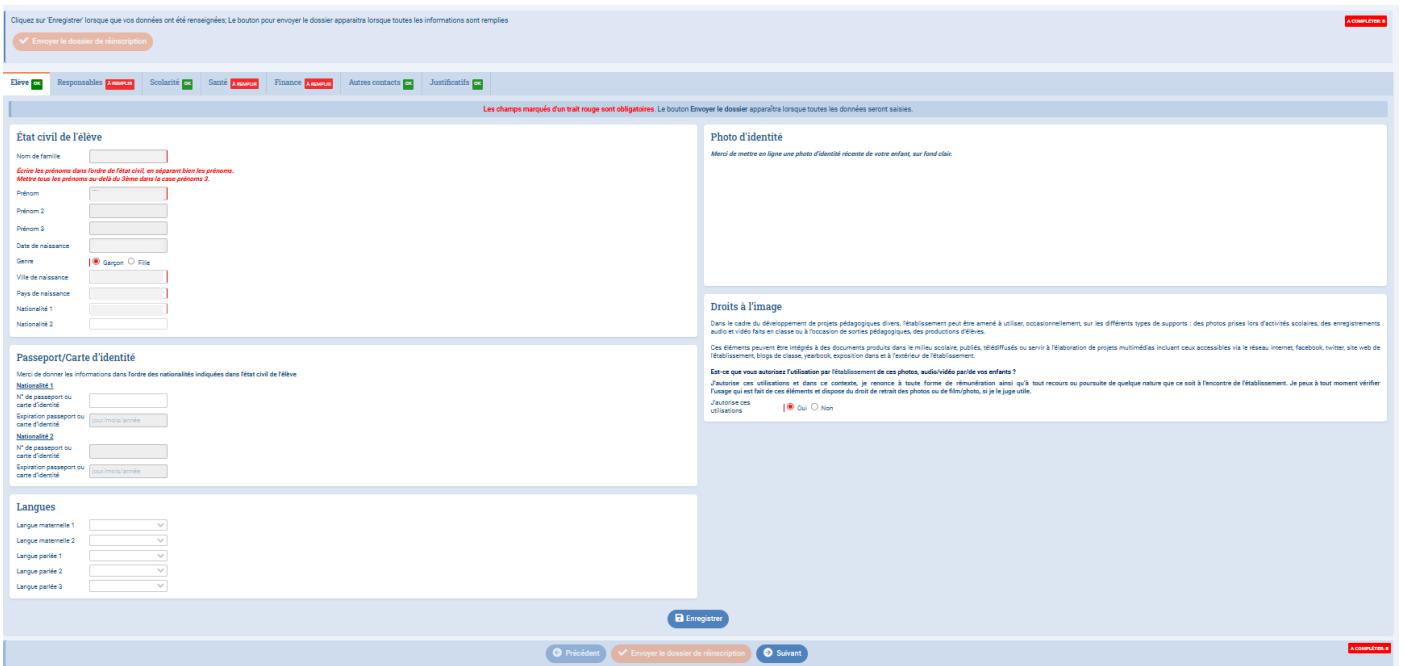 Cliquez sur 'Enregistrer' lorsque que vos données ont été renseignées; Le bouton pour envoyer le dossier apparaitra lorsque toutes les informations sont remplies
A COMPLÉTER: 8
Envoyer le dossier de réinscription
Elève OK Responsables À REMPLIR Scolarité OK Santé À REMPLIR Finance À REMPLIR Autres contacts OK Justificatifs OK
Les champs marqués d'un trait rouge sont obligatoires. Le bouton Envoyer le dossier apparaîtra lorsque toutes les données seront saisies.
État civil de l'élève
Nom de famille
Écrire les prénoms dans l'ordre de l'état civil, en séparant bien les prénoms.
Mettre tous les prénoms au-delà du 3ème dans la case prénoms 3.
Prénom
Prénom 2
Prénom 3
Date de naissance
Genre Garçon Fille
Ville de naissance
Pays de naissance
Nationalité 1
Nationalité 2
Passeport/Carte d'identité
Merci de donner les informations dans l'ordre des nationalités indiquées dans l'état civil de l'élève
Nationalité 1
N° de passeport ou
carte d'identité
Expiration passeport ou
carte d'identité
jour/mois/année
Nationalité 2
N° de passeport ou
carte d'identité
Expiration passeport ou
carte d'identité
jour/mois/année
Langues
Langue maternelle 1
Langue maternelle 2
Langue parlée 1
Langue parlée 2
Langue parlée 3
Photo d'identité
Merci de mettre en ligne une photo d'identité récente de votre enfant, sur fond clair.
Droits à l'image
Dans le cadre du développement de projets pédagogiques divers, l'établissement peut être amené à utiliser, occasionnellement, sur les différents types de supports : des photos prises lors d'activités scolaires, des enregistrements
audio et vidéo faits en classe ou à l'occasion de sorties pédagogiques, des productions d'élèves.
Ces éléments peuvent être intégrés à des documents produits dans le milieu scolaire, publiés, télédiffusés ou servir à l'élaboration de projets multimédias incluant ceux accessibles via le réseau internet, facebook, twitter, site web de
l'établissement, blogs de classe, yearbook, exposition dans et à l'extérieur de l'établissement.
Est-ce que vous autorisez l'utilisation par l'établissement de ces photos, audio/vidéo par/de vos enfants ?
J'autorise ces utilisations et dans ce contexte, je renonce à toute forme de rémunération ainsi qu'à tout recours ou poursuite de quelque nature que ce soit à l'encontre de l'établissement. Je peux à tout moment vérifier
l'usage qui est fait de ces éléments et dispose du droit de retrait des photos ou de film/photo, si je le juge utile.
J'autorise ces
utilisations
Oui Non
Enregistrer
Précédent Envoyer le dossier de réinscription Suivant
A COMPLÉTER: 8